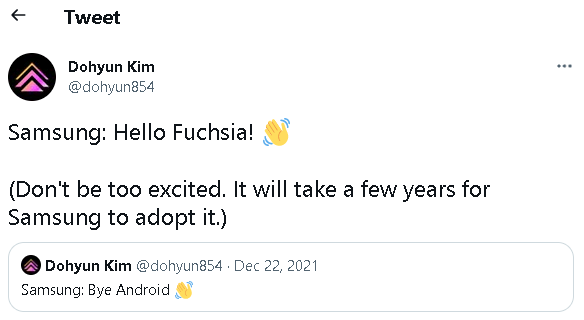 Tweet
Dohyun Kim
@dohyun854
Samsung: Hello Fuchsia! 👋
(Don't be too excited. It will take a few years for
Samsung to adopt it.)
Dohyun Kim @dohyun854 · Dec 22, 2021
Samsung: Bye Android 👋